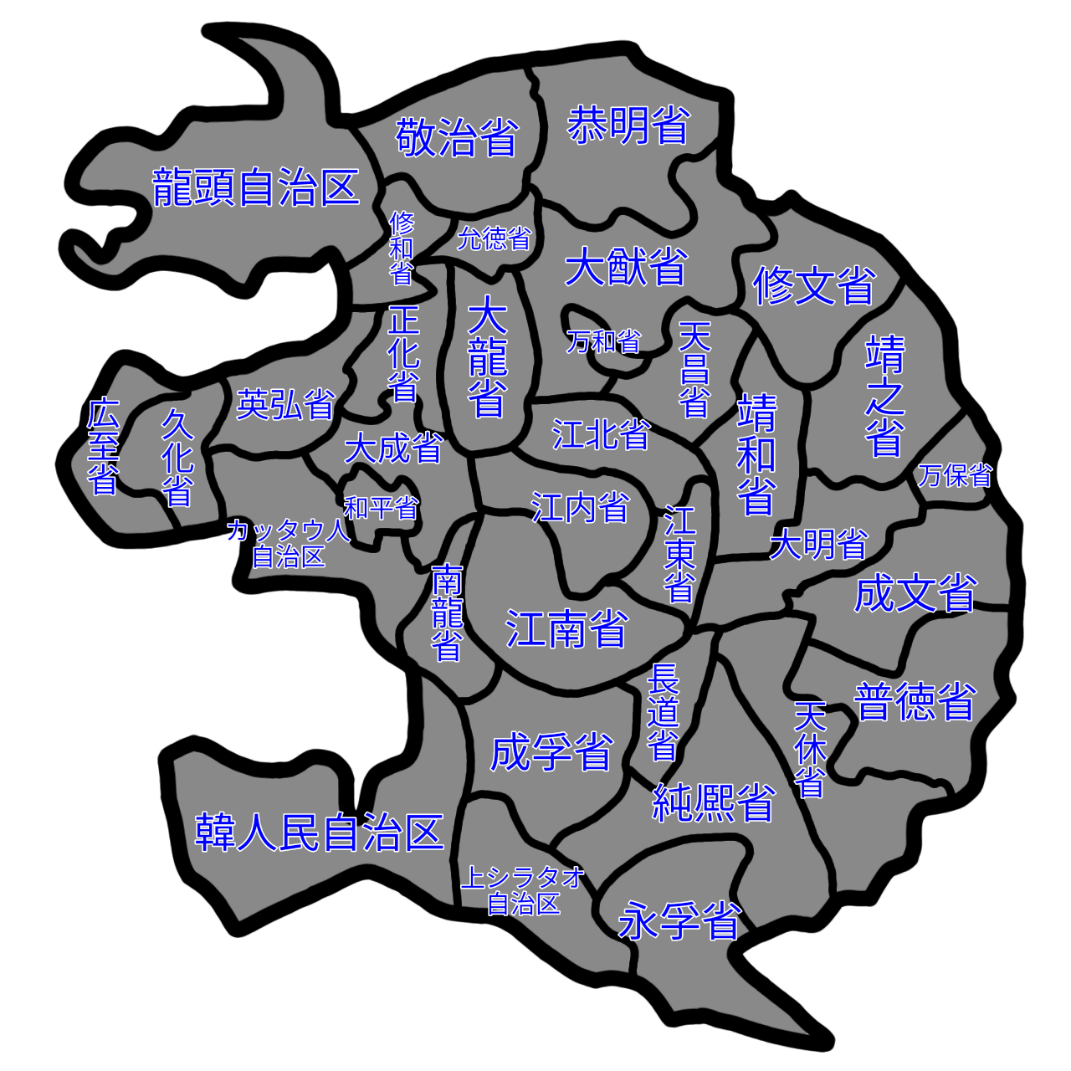 敬治省
恭明省
龍頭自治区
修和省
允徳省
大猷省
修文省
正化省
大龍省
万和省
天昌省
靖之省
英弘省
広至省
久化省
靖和省
江北省
大成省
万保省
和平省
江内省
江東省
カッタウ人
自治区
大明省
南龍省
成文省
江南省
長道省
普徳省
天休省
成孚省
純熈省
韓人民自治区
上シラタオ
自治区
永孚省